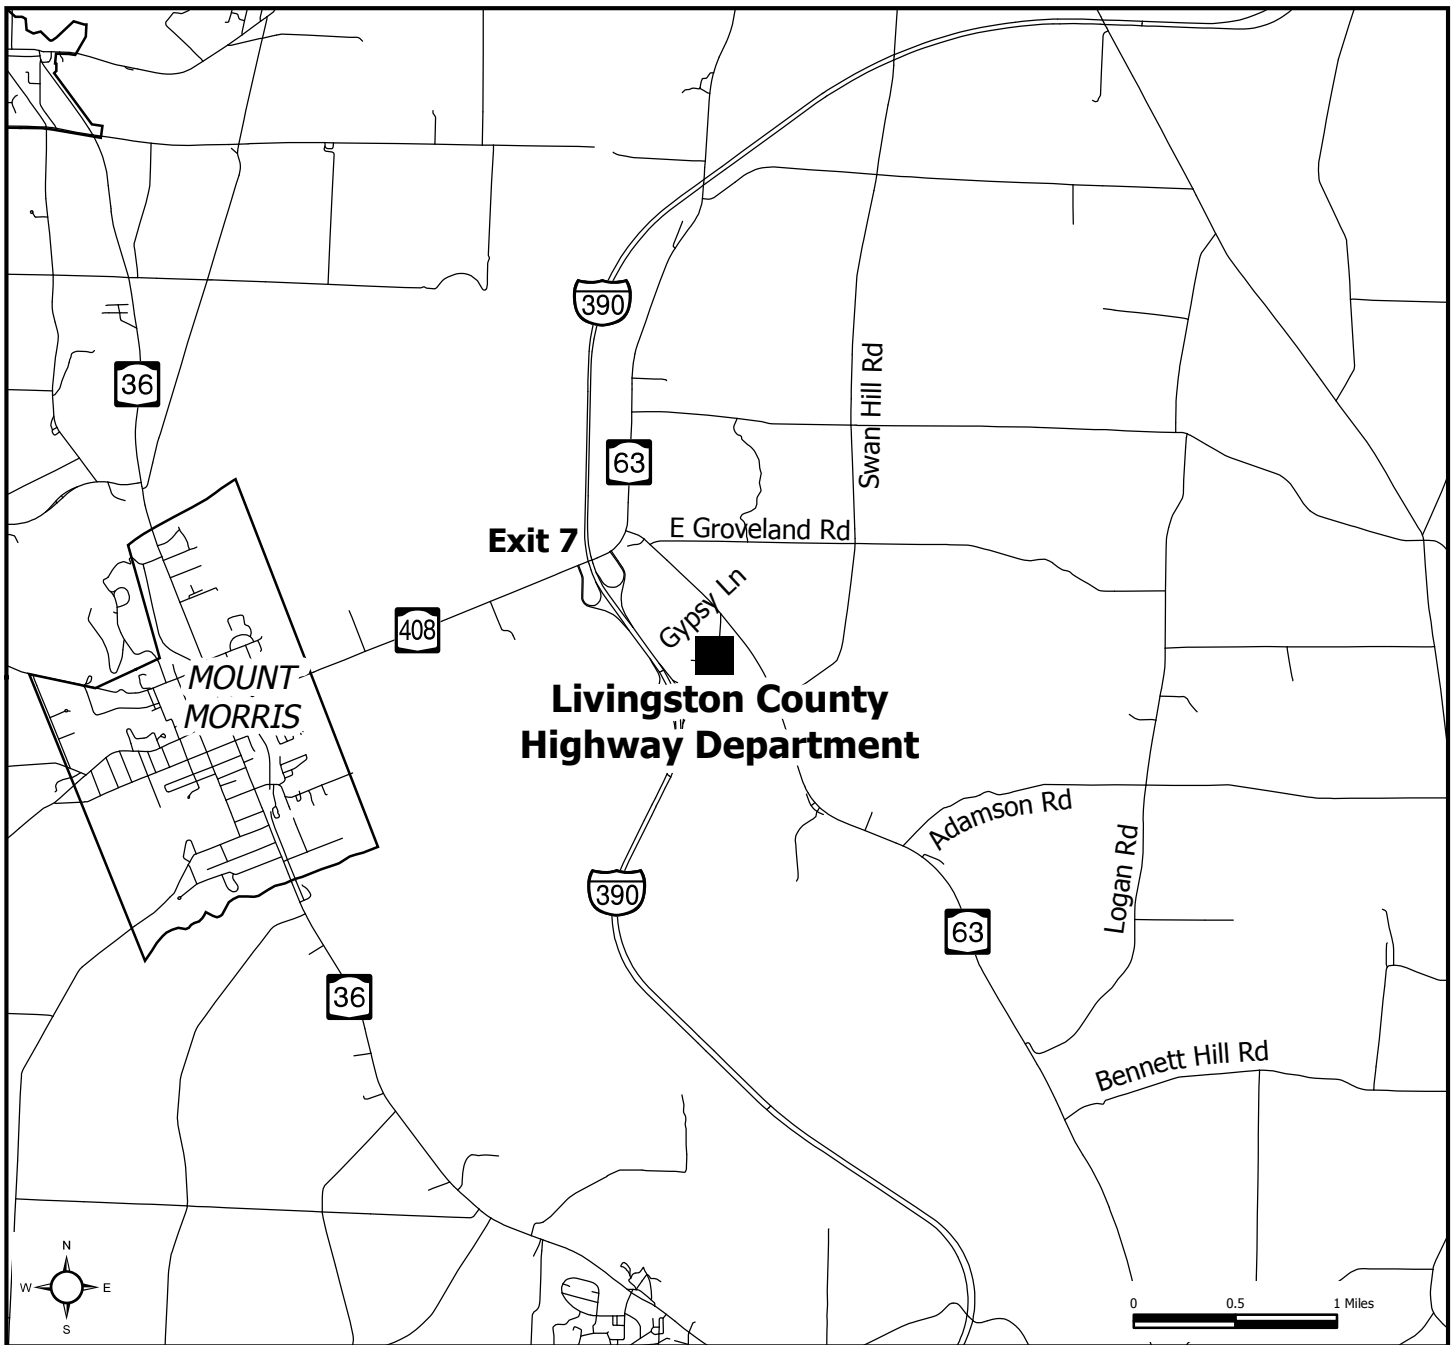 390
36
Swan Hill Rd
63
E Groveland Rd
Exit 7
Gypsy Ln
408
MOUNT
MORRIS
Livingston County
Highway Department
Adamson Rd
Logan Rd
390
63
36
Bennett Hill Rd
N
W E
S
0 0.5 1 Miles